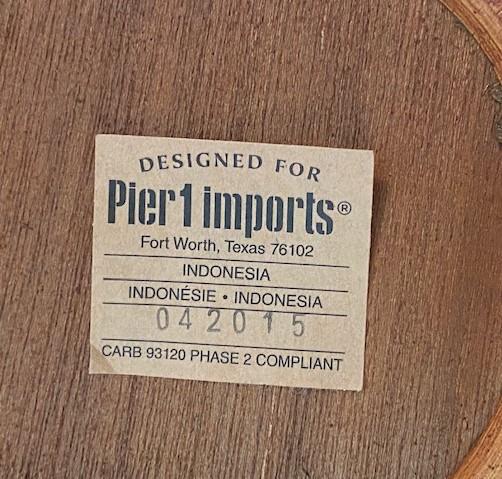 DESIGNED FOR
Pier1 imports®
Fort Worth, Texas 76102
INDONESIA
INDONÉSIE • INDONESIA
042015
CARB 93120 PHASE 2 COMPLIANT